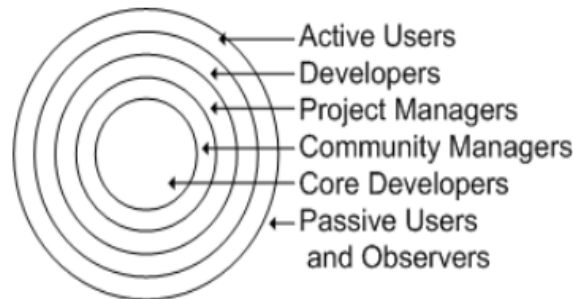 Active Users
Developers
Project Managers
Community Managers
Core Developers
Passive Users
and Observers